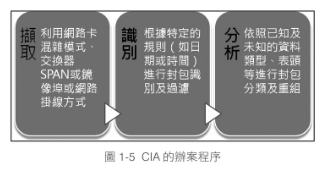 擷取
利用網路卡
混雜模式、
交換器
SPAN或鏡
像埠或網路
掛線方式
識別
根據特定的
規則（如日
期或時間）
進行封包識
別及過濾
分析
依照已知及
未知的資料
類型、表頭
等進行封包
分類及重組
圖 1-5 CIA 的辦案程序